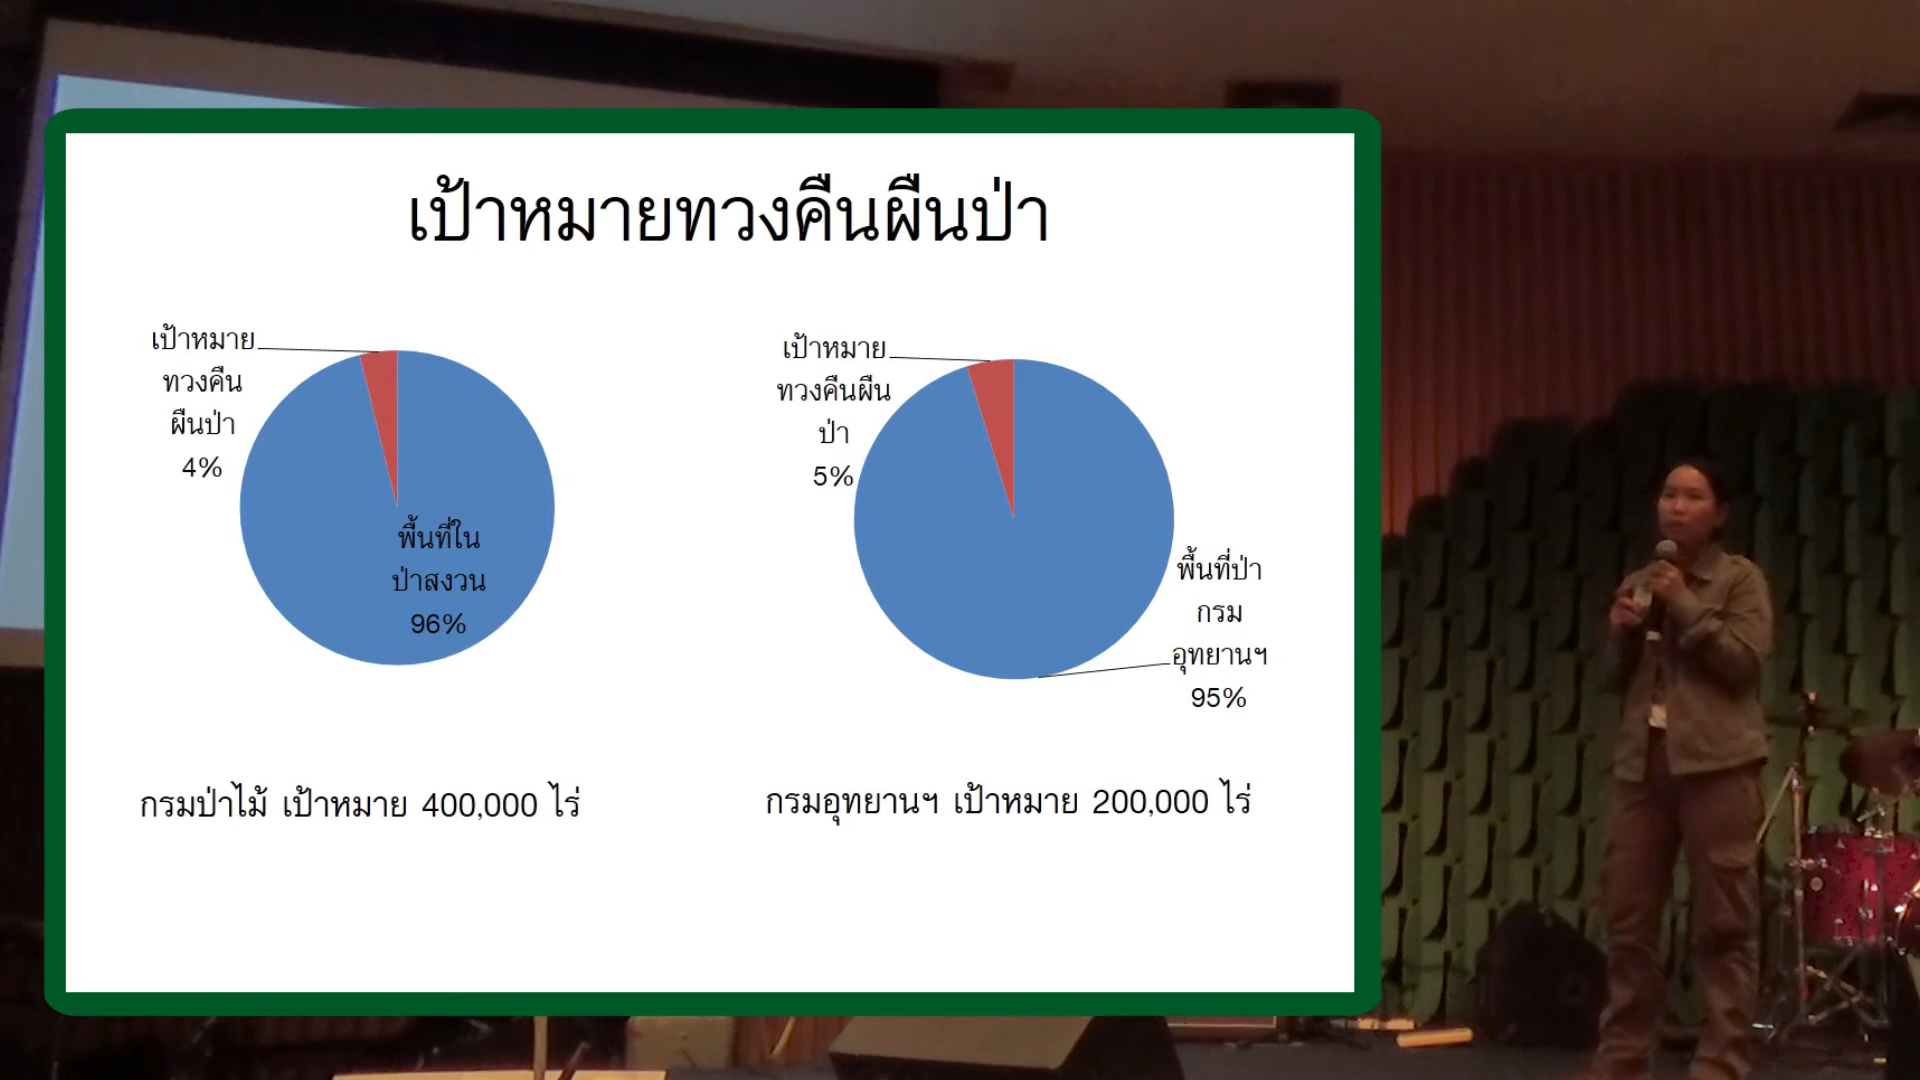 เป้าหมายทวงคืนผืนป่า
เป้าหมาย
ทวงคืน
ผืนป่า
4%
พื้นที่ใน
ป่าสงวน
96%
กรมป่าไม้ เป้าหมาย 400,000 ไร่
เป้าหมาย
ทวงคืนผืน
ป่า
5%
พื้นที่ป่า
กรม
อุทยานฯ
95%
กรมอุทยานฯ เป้าหมาย 200,000 ไร่